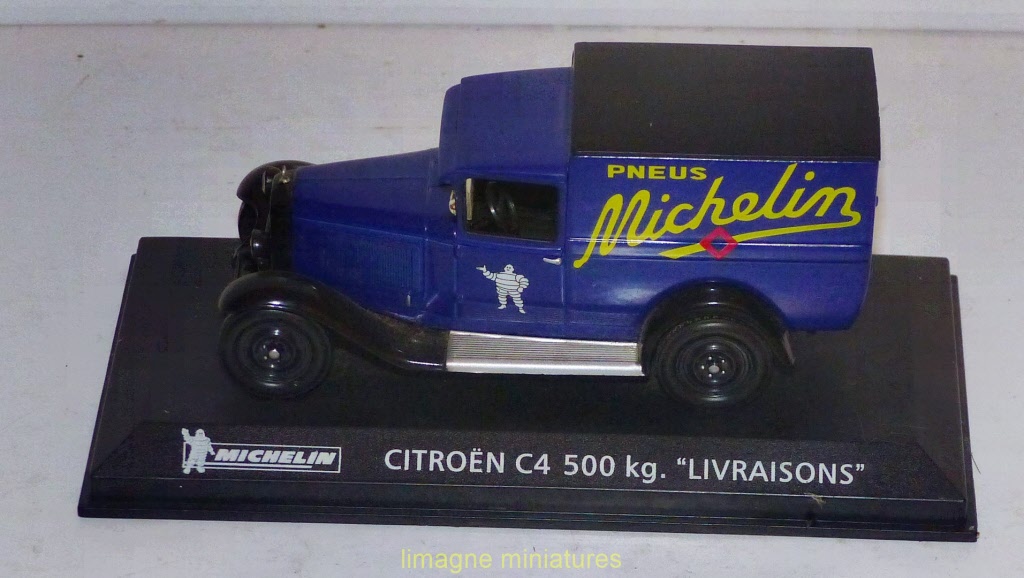 PNEUS
Michelin
MICHELIN CITROËN C4 500 kg. “LIVRAISONS”
limagne miniatures